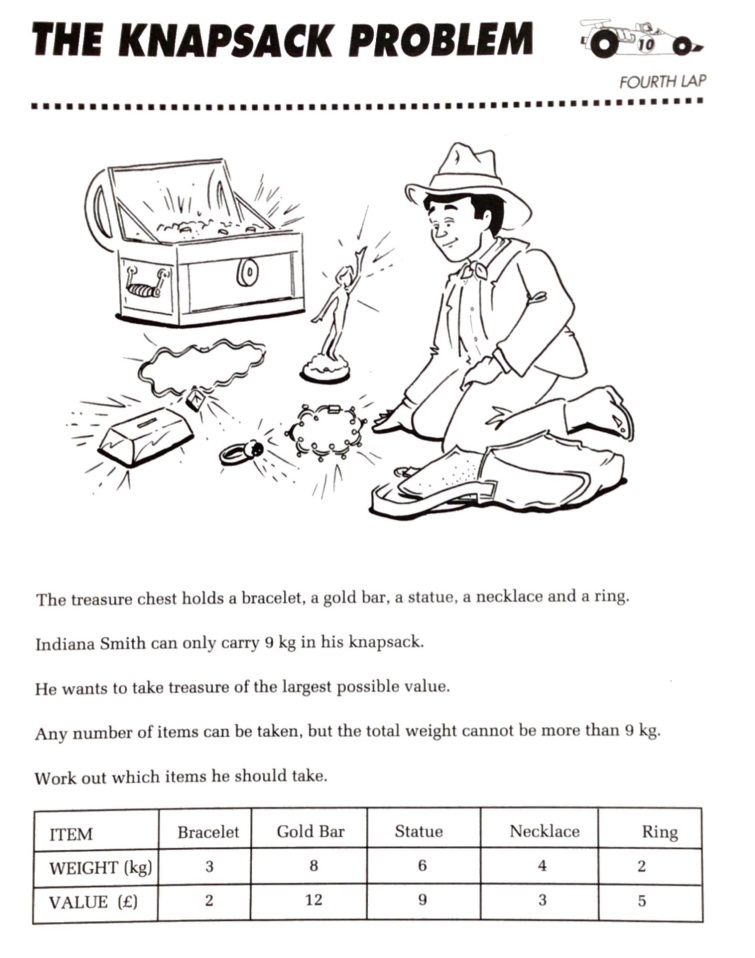 THE KNAPSACK PROBLEM
10
FOURTH LAP
The treasure chest holds a bracelet, a gold bar, a statue, a necklace and a ring.
Indiana Smith can only carry 9 kg in his knapsack.
He wants to take treasure of the largest possible value.
Any number of items can be taken, but the total weight cannot be more than 9 kg.
Work out which items he should take.
ITEM Bracelet Gold Bar Statue Necklace Ring
WEIGHT (kg) 3 8 6 4 2
VALUE (£) 2 12 9 3 5